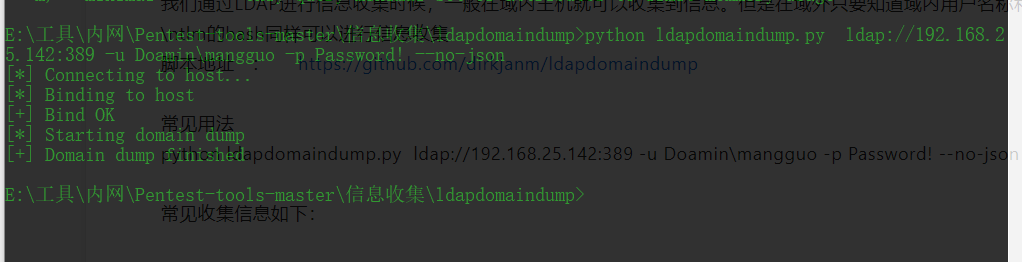 我们通过LDAP进行信息收集时候，一般在域内主机就可以收集到信息。但是在域外只要知道域内用户名称和
E:\工具\内网\Pentest-tools-master\信息收集\ldapdomaindump>python ldapdomaindump.py  ldap://192.168.2
5.142:389 -u Doamin\mangguo -p Password! --no-json
脚本地址 ： https://github.com/dirkjanm/ldapdomaindump
[*] Connecting to host...
[*] Binding to host
[+] Bind OK
常见用法
[*] Starting domain dump
[+] Domain dump finished
python ldapdomaindump.py  ldap://192.168.25.142:389 -u Doamin\mangguo -p Password! --no-json
E:\工具\内网\Pentest-tools-master\信息收集\ldapdomaindump>
常见收集信息如下：